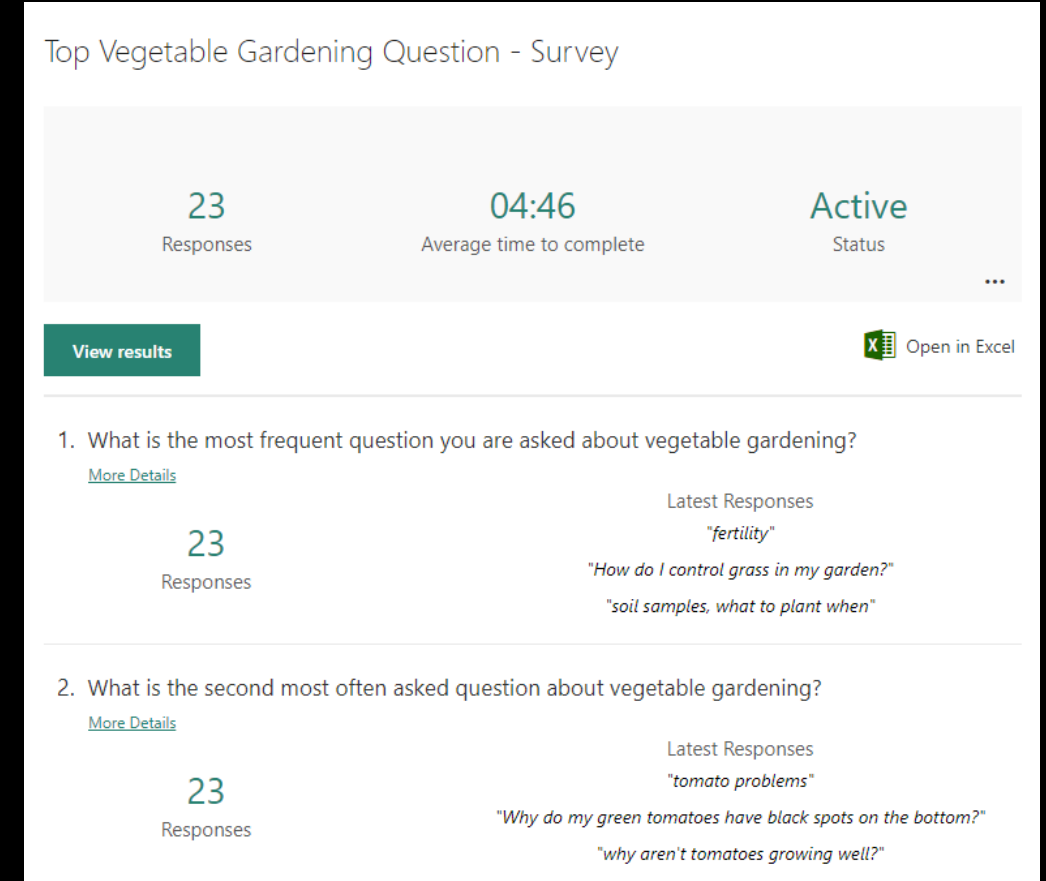 Top Vegetable Gardening Question - Survey
23
Responses
04:46
Average time to complete
Active
Status
...
View results
Open in Excel
1. What is the most frequent question you are asked about vegetable gardening?
More Details
23
Responses
Latest Responses
"fertility"
"How do I control grass in my garden?"
"soil samples, what to plant when"
2. What is the second most often asked question about vegetable gardening?
More Details
23
Responses
Latest Responses
"tomato problems"
"Why do my green tomatoes have black spots on the bottom?"
"why aren't tomatoes growing well?"